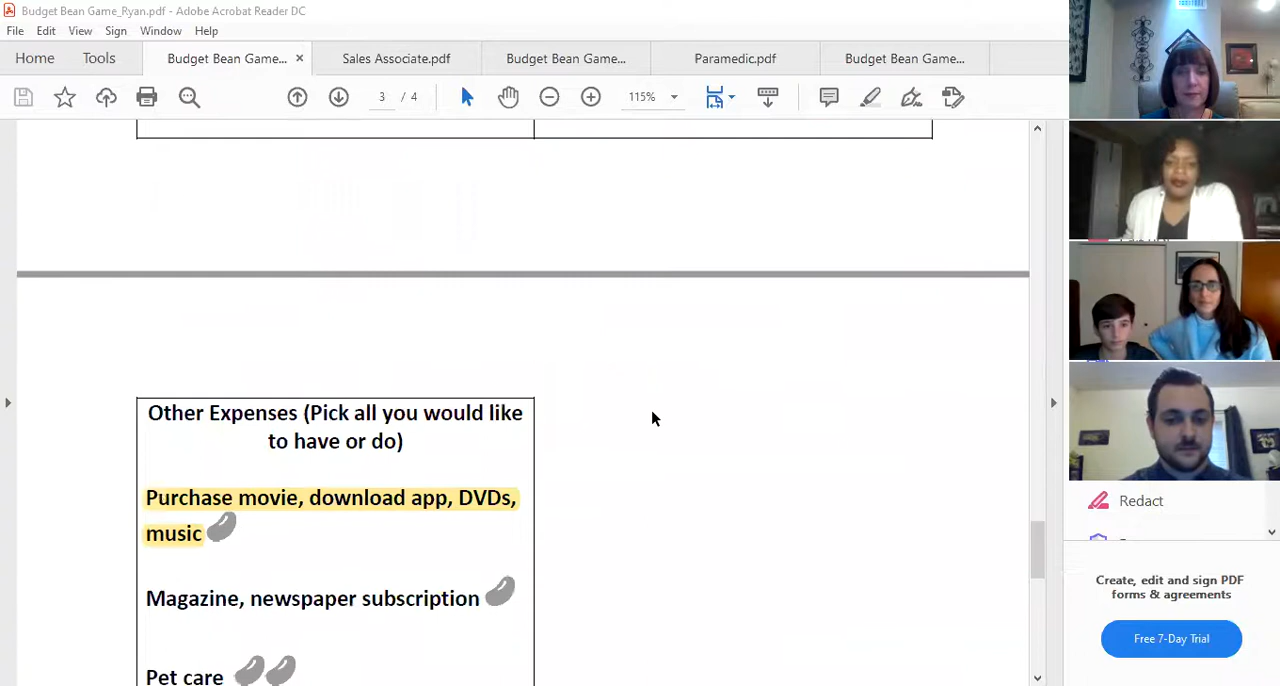 Budget Bean Game_Ryan.pdf - Adobe Acrobat Reader DC
File Edit View Sign Window Help
Home Tools Budget Bean Game... × Sales Associate.pdf Budget Bean Game... Paramedic.pdf Budget Bean Game...
3 / 4 115%
Other Expenses (Pick all you would like
to have or do)
Purchase movie, download app, DVDs,
music
Magazine, newspaper subscription
Pet care
Redact
Create, edit and sign PDF
forms & agreements
Free 7-Day Trial